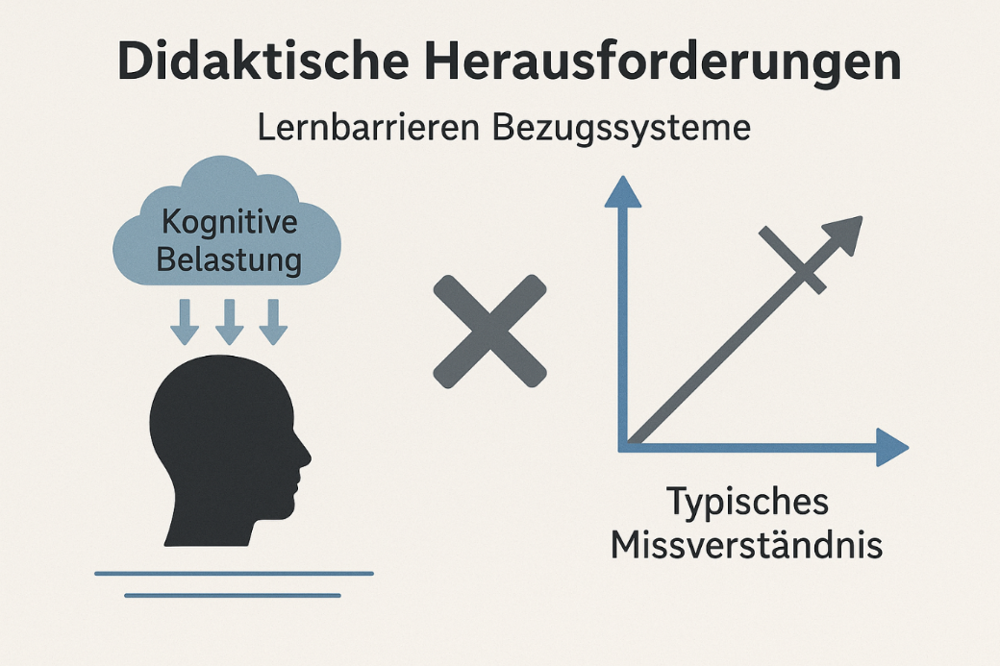 Didaktische Herausforderungen
Lernbarrieren Bezugssysteme
Kognitive
Belastung
Typisches
Missverständnis